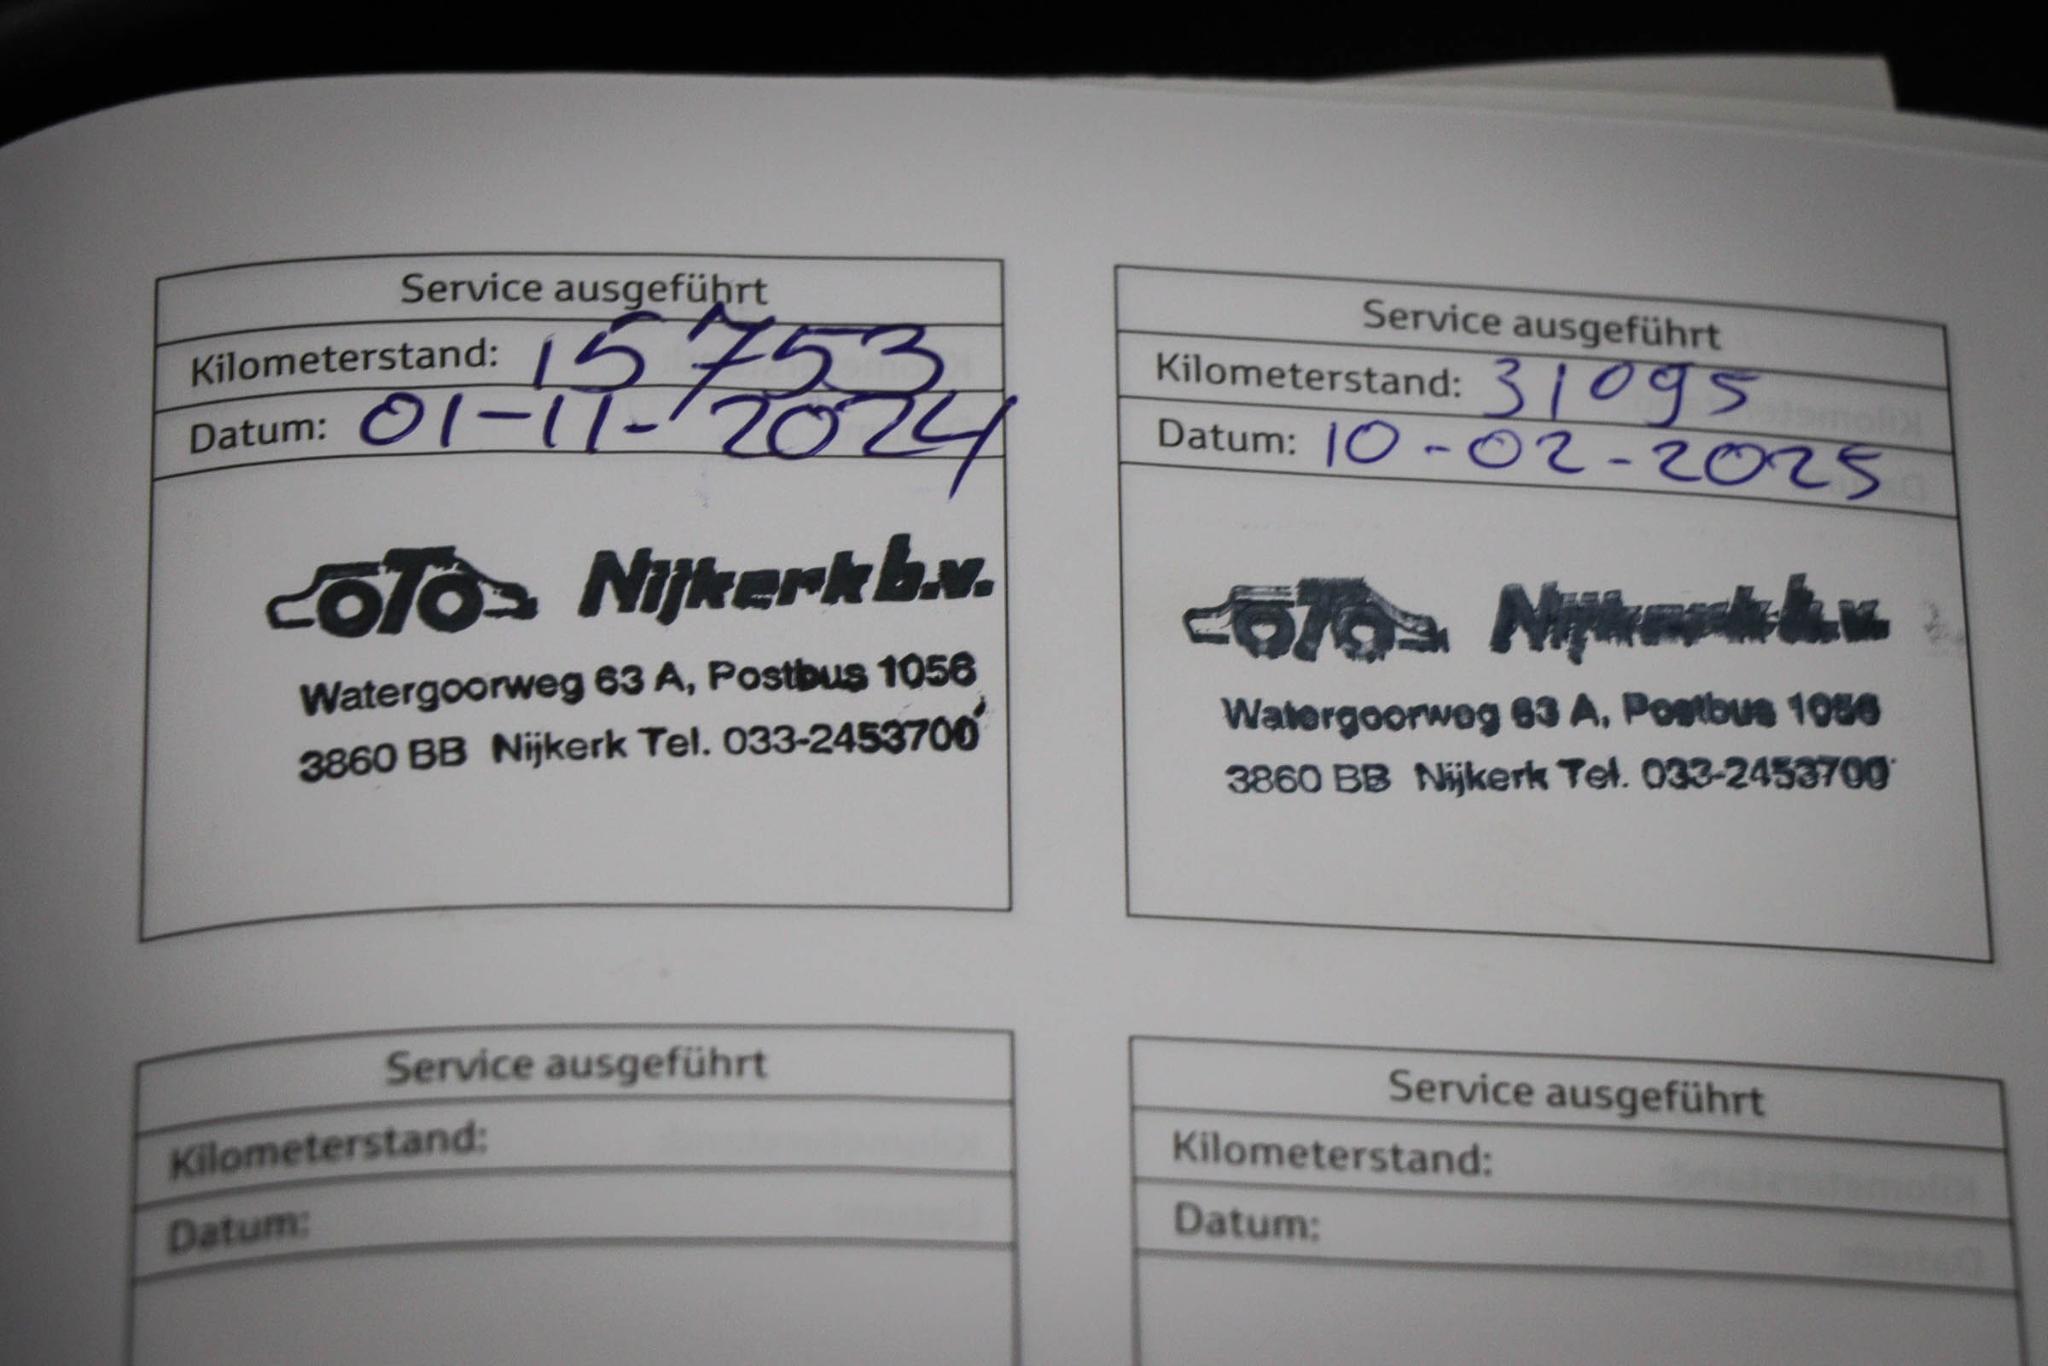 Service ausgeführt
Kilometerstand: 15753
Datum: 01-11-2024
OTO Nijkerk b.v.
Watergoorweg 63 A, Postbus 1056
3860 BB Nijkerk Tel. 033-2453700
Service ausgeführt
Kilometerstand: 31095
Datum: 10-02-2025
OTO Nijkerk b.v.
Watergoorweg 63 A, Postbus 1056
3860 BB Nijkerk Tel. 033-2453700
Service ausgeführt
Kilometerstand:
Datum:
Service ausgeführt
Kilometerstand:
Datum: